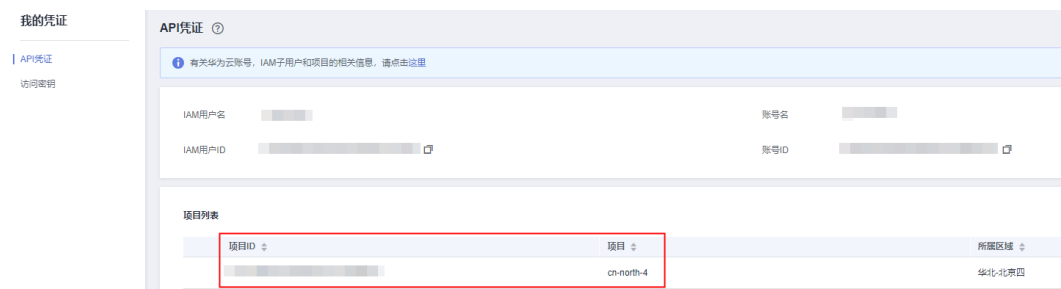 我的凭证
API凭证
访问密钥
API凭证
有关华为云账号，IAM子用户和项目的相关信息，请点击这里
IAM用户名 账号名
IAM用户ID 账号ID
项目列表
项目ID 项目 所属区域
cn-north-4 华北-北京四